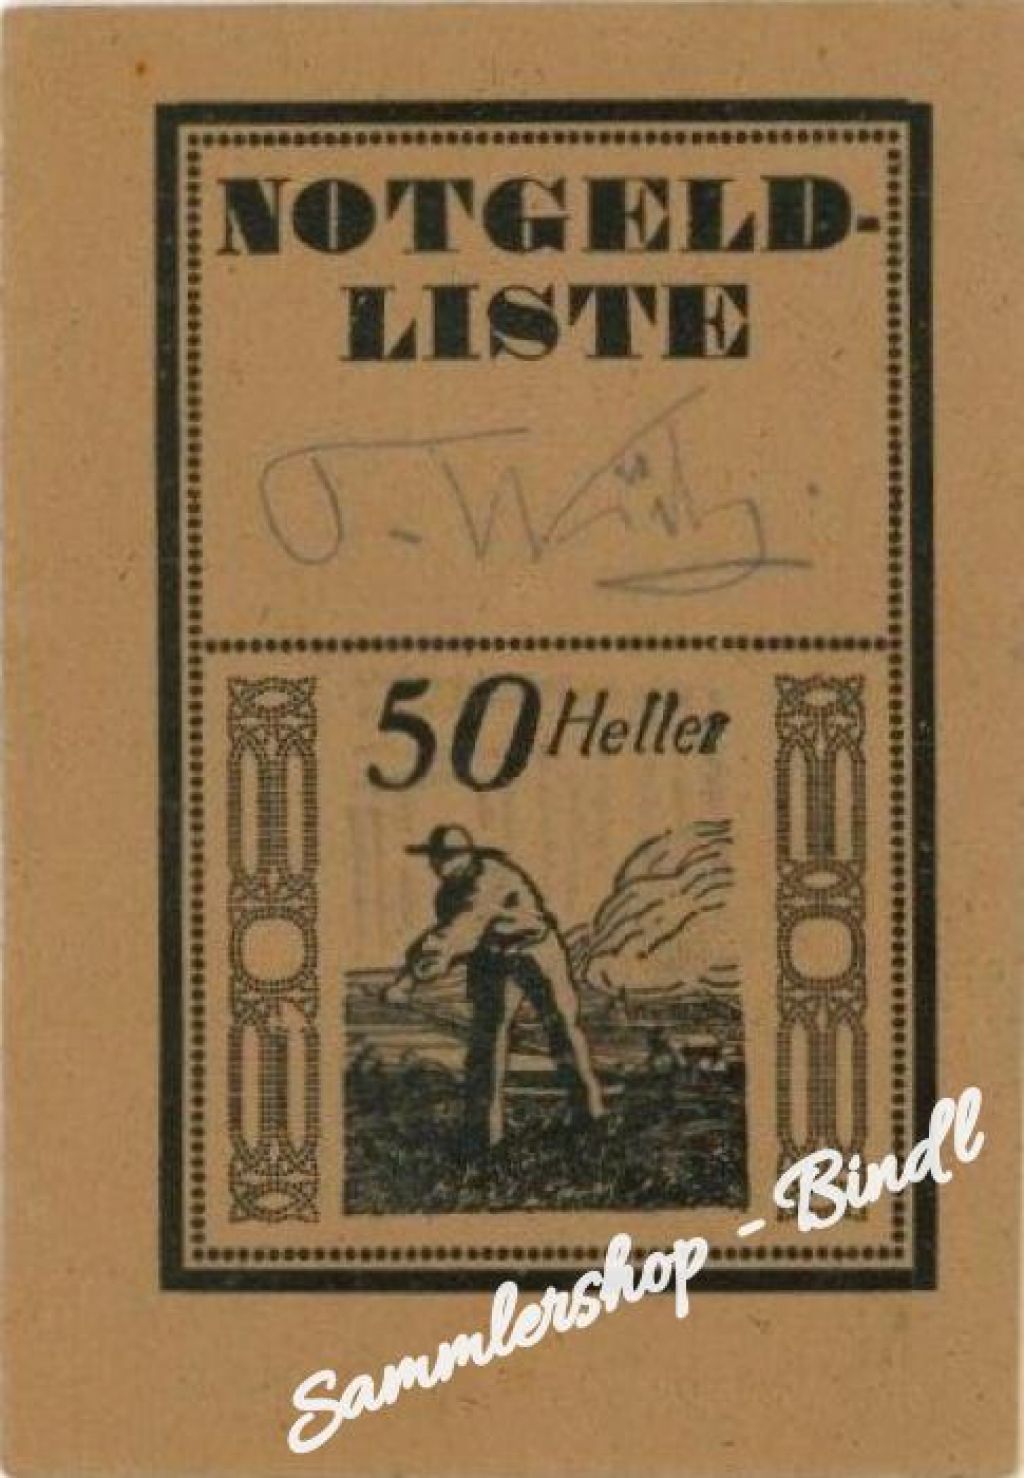 NOTGELD-
LISTE
50 Heller
Sammlershop - Bindl